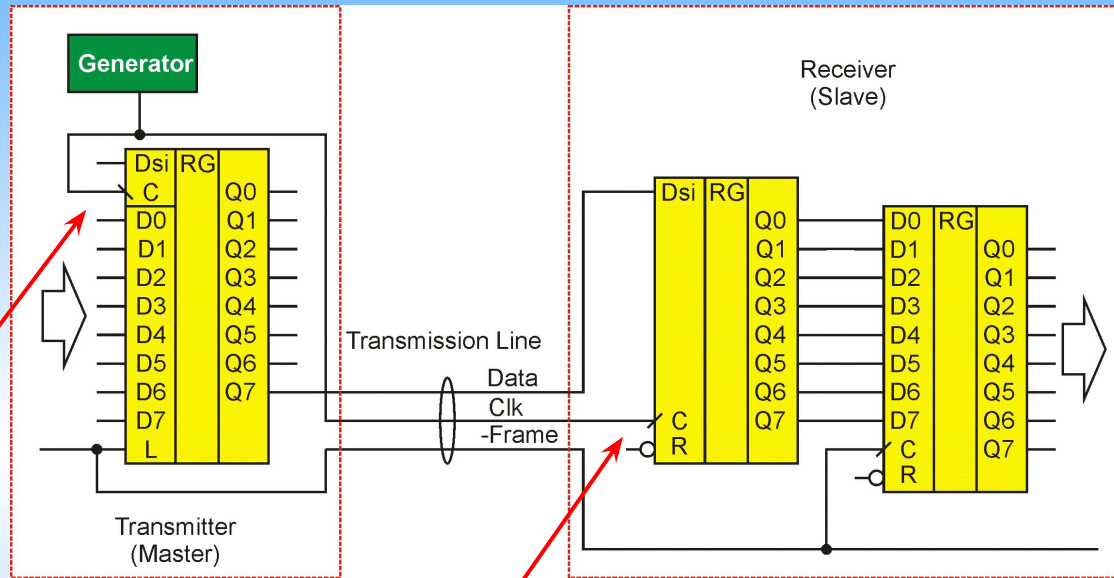 Generator
Receiver
(Slave)
Dsi RG
C
Q0
D0
Q1
D1
Q2
D2
Q3
D3
Q4
D4
Q5
D5
Q6
D6
Q7
D7
L
Transmission Line
Data
Clk
-Frame
Dsi RG
Q0
Q1
Q2
Q3
Q4
Q5
Q6
Q7
C
R
D0 RG
D1
Q0
D2
Q1
D3
Q2
D4
Q3
D5
Q4
D6
Q5
D7
Q6
C
Q7
R
Transmitter
(Master)